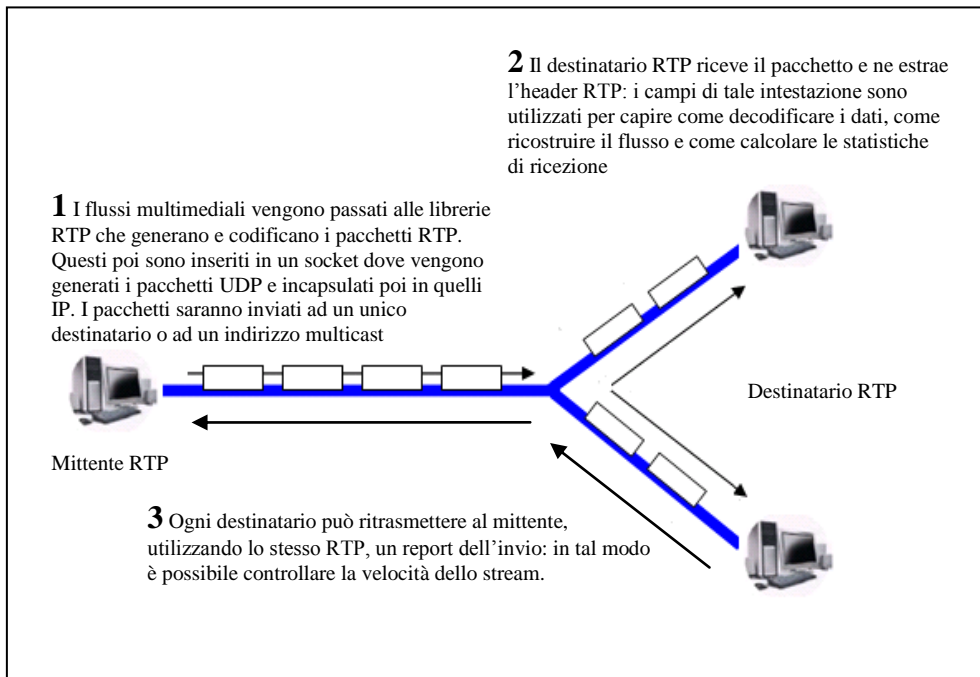 1 I flussi multimediali vengono passati alle librerie
RTP che generano e codificano i pacchetti RTP.
Questi poi sono inseriti in un socket dove vengono
generati i pacchetti UDP e incapsulati poi in quelli
IP. I pacchetti saranno inviati ad un unico
destinatario o ad un indirizzo multicast
2 Il destinatario RTP riceve il pacchetto e ne estrae
l’header RTP: i campi di tale intestazione sono
utilizzati per capire come decodificare i dati, come
ricostruire il flusso e come calcolare le statistiche
di ricezione
Destinatario RTP
Mittente RTP
3 Ogni destinatario può ritrasmettere al mittente,
utilizzando lo stesso RTP, un report dell’invio: in tal modo
è possibile controllare la velocità dello stream.